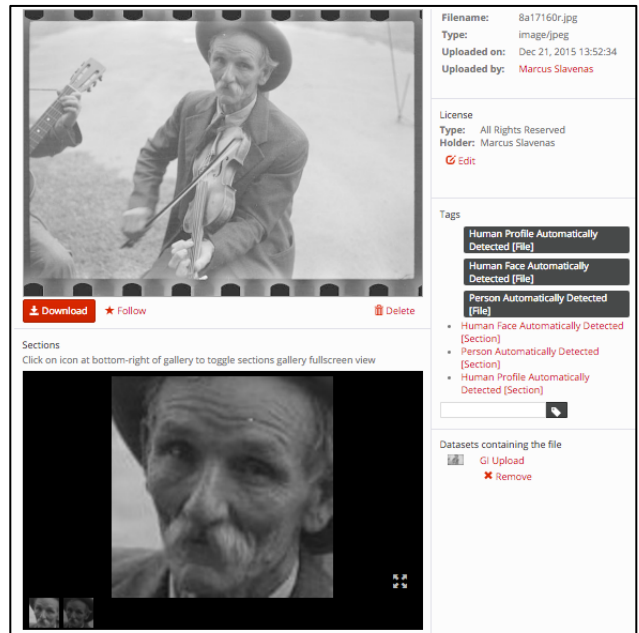 Filename: 8a17160r.jpg
Type: image/jpeg
Uploaded on: Dec 21, 2015 13:52:34
Uploaded by: Marcus Slavenas
License
Type: All Rights Reserved
Holder: Marcus Slavenas
Edit
Tags
Human Profile Automatically
Detected [File]
Human Face Automatically
Detected [File]
Person Automatically Detected
[File]
Human Face Automatically Detected
[Section]
Person Automatically Detected
[Section]
Human Profile Automatically
Detected [Section]
Datasets containing the file
GI Upload
Remove
Download Follow Delete
Sections
Click on icon at bottom-right of gallery to toggle sections gallery fullscreen view